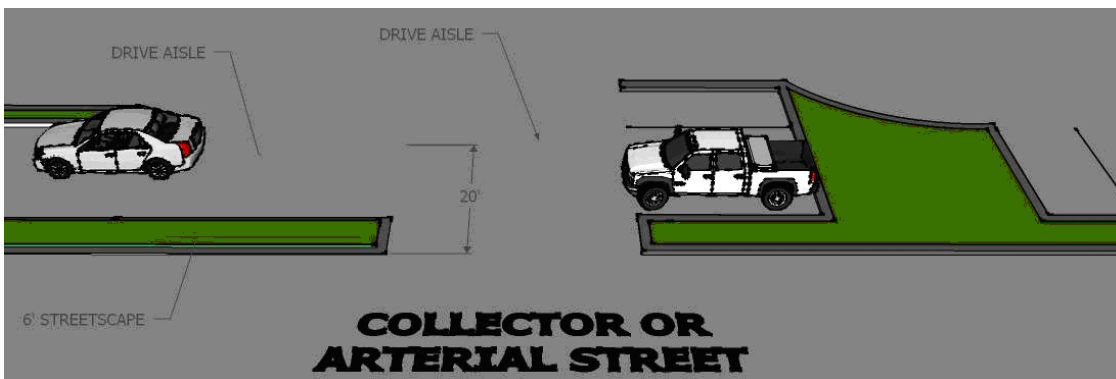 DRIVE AISLE
DRIVE AISLE
20'
6' STREETSCAPE
COLLECTOR OR
ARTERIAL STREET